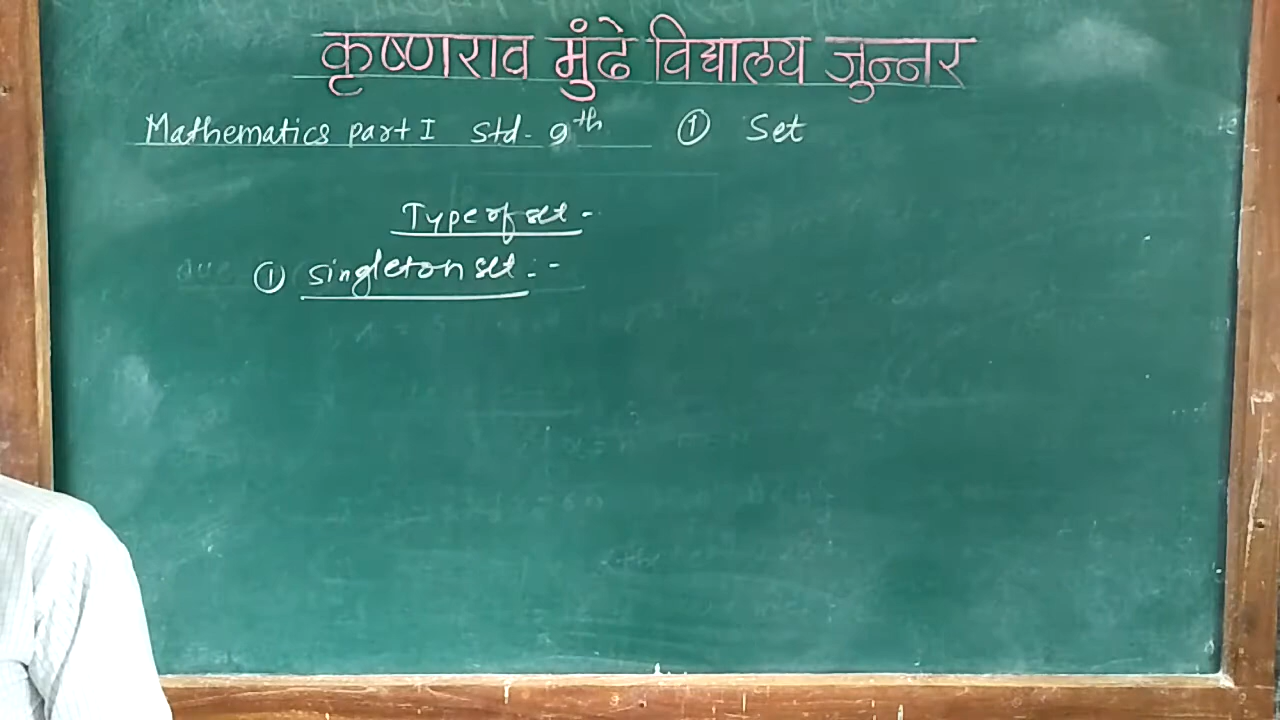 कृष्णराव मुंढे विद्यालय जुन्नर
Mathematics part I Std- 9th ① Set
Type of set -
① singleton set :-